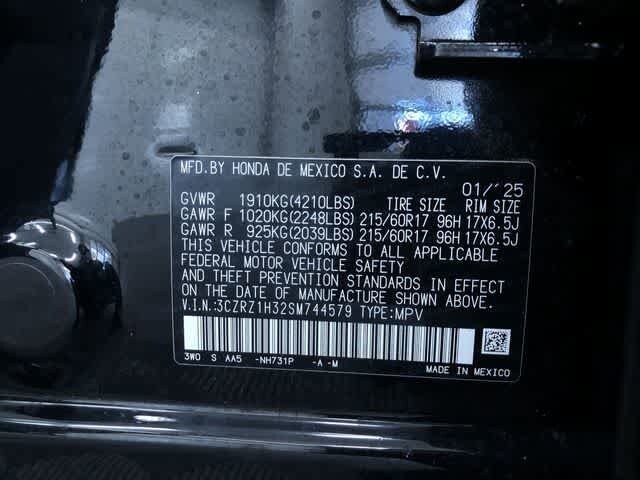 MFD.BY HONDA DE MEXICO S.A. DE C.V.
01/'25
GVWR 1910KG(4210LBS) TIRE SIZE RIM SIZE
GAWR F 1020KG(2248LBS) 215/60R17 96H 17X6.5J
GAWR R 925KG(2039LBS) 215/60R17 96H 17X6.5J
THIS VEHICLE CONFORMS TO ALL APPLICABLE
FEDERAL MOTOR VEHICLE SAFETY
AND THEFT PREVENTION STANDARDS IN EFFECT
ON THE DATE OF MANUFACTURE SHOWN ABOVE.
V.I.N.:3CZRZ1H32SM744579 TYPE:MPV
3W0 S AA5 -NH731P -A-M
MADE IN MEXICO